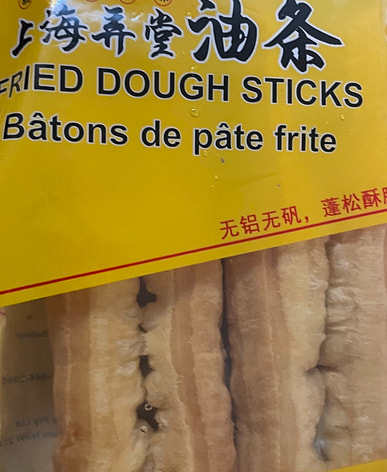 上海弄堂油条
FRIED DOUGH STICKS
Bâtons de pâte frite
无铝无矾，蓬松酥脆